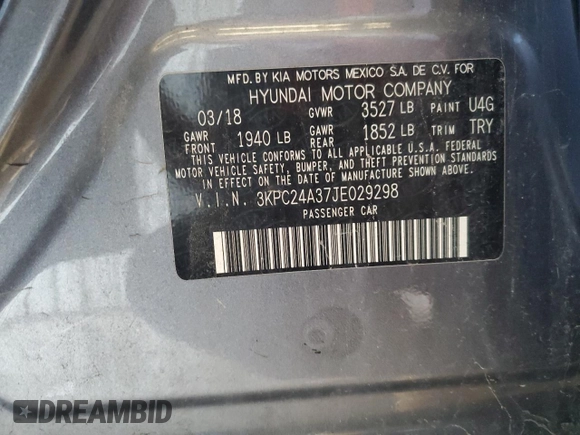 MFD. BY KIA MOTORS MEXICO S.A. DE C.V. FOR
HYUNDAI MOTOR COMPANY
03/18 GVWR 3527 LB PAINT U4G
GAWR FRONT 1940 LB GAWR REAR 1852 LB TRIM TRY
THIS VEHICLE CONFORMS TO ALL APPLICABLE U.S.A. FEDERAL
MOTOR VEHICLE SAFETY, BUMPER, AND THEFT PREVENTION
STANDARDS IN EFFECT ON THE DATE OF MANUFACTURE SHOWN ABOVE.
V.I.N. 3KPC24A37JE029298
PASSENGER CAR
DREAMBID